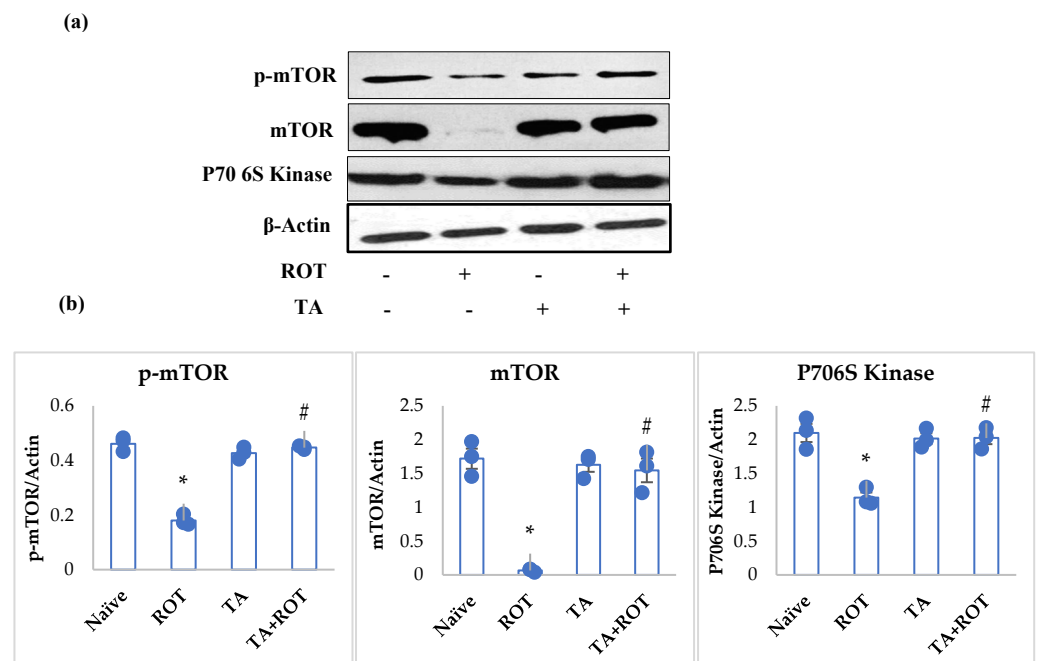 (a)
p-mTOR
mTOR
P70 6S Kinase
β-Actin
ROT - + - +
(b) TA - - + +
p-mTOR
p-mTOR/Actin
0.6
0.4
0.2
0
*
#
Naïve ROT TA TA+ROT
mTOR
mTOR/Actin
2.5
2
1.5
1
0.5
0
*
#
Naïve ROT TA TA+ROT
P706S Kinase
P706S Kinase/Actin
2.5
2
1.5
1
0.5
0
*
#
Naïve ROT TA TA+ROT